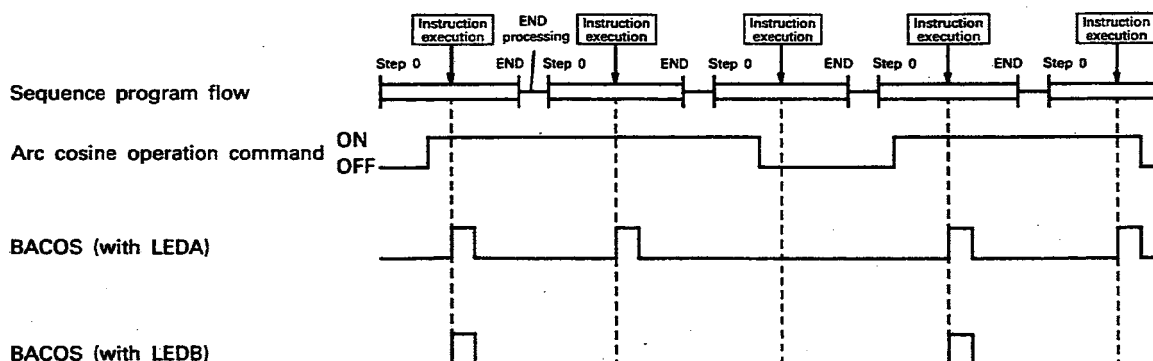 Instruction execution
END processing
Instruction execution
Instruction execution
Instruction execution
Instruction execution
Step 0 END Step 0 END Step 0 END Step 0 END Step 0
Sequence program flow
Arc cosine operation command ON
OFF
BACOS (with LEDA)
BACOS (with LEDB)